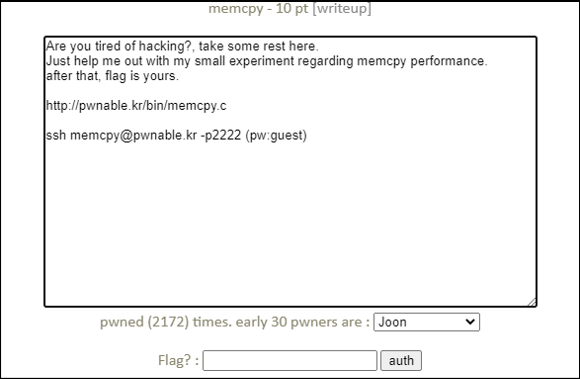 memcpy - 10 pt [writeup]
Are you tired of hacking?, take some rest here.
Just help me out with my small experiment regarding memcpy performance.
after that, flag is yours.
http://pwnable.kr/bin/memcpy.c
ssh memcpy@pwnable.kr -p2222 (pw:guest)
pwned (2172) times. early 30 pwners are : Joon
Flag? : auth